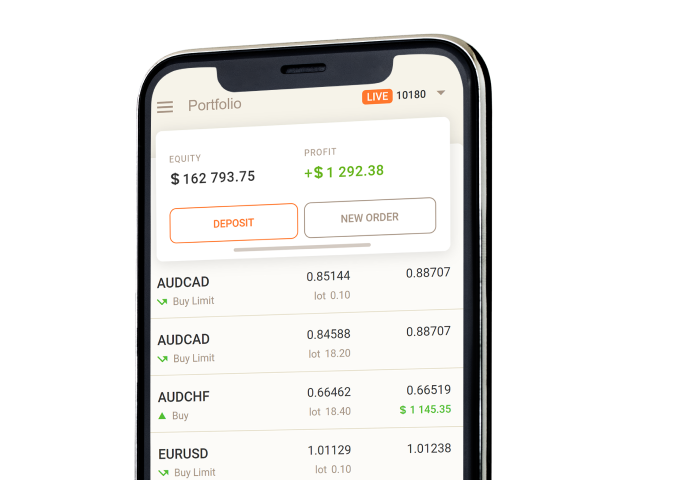 Portfolio LIVE 10180
EQUITY PROFIT
$ 162 793.75 +$ 1 292.38
DEPOSIT NEW ORDER
AUDCAD 0.85144 0.88707
Buy Limit lot 0.10
AUDCAD 0.84588 0.88707
Buy Limit lot 18.20
AUDCHF 0.66462 0.66519
Buy lot 18.40 $ 1 145.35
EURUSD 1.01129 1.01238
Buy Limit lot 0.10